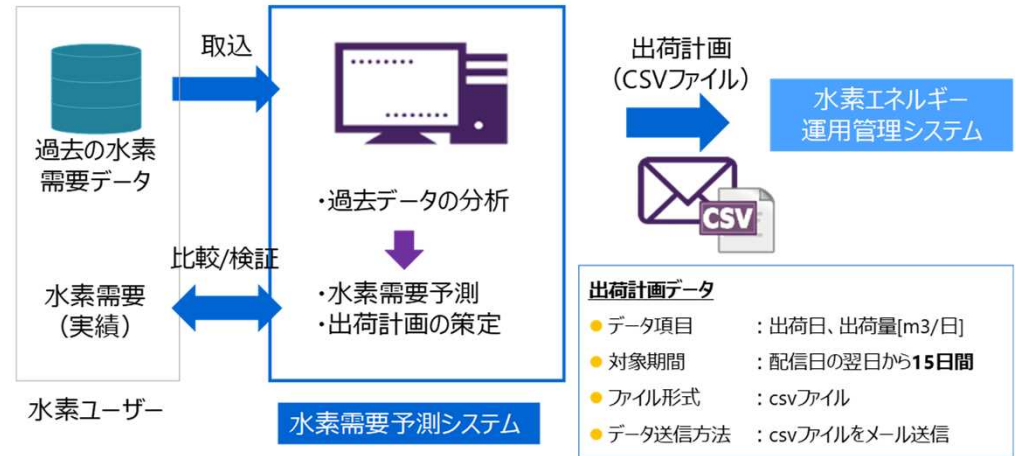 取込
過去の水素
需要データ
比較/検証
水素需要
（実績）
水素ユーザー
・過去データの分析
・水素需要予測
・出荷計画の策定
水素需要予測システム
出荷計画
（CSVファイル）
CSV
水素エネルギー
運用管理システム
出荷計画データ
データ項目　：出荷日、出荷量[m3/日]
対象期間　：配信日の翌日から15日間
ファイル形式　：csvファイル
データ送信方法　：csvファイルをメール送信